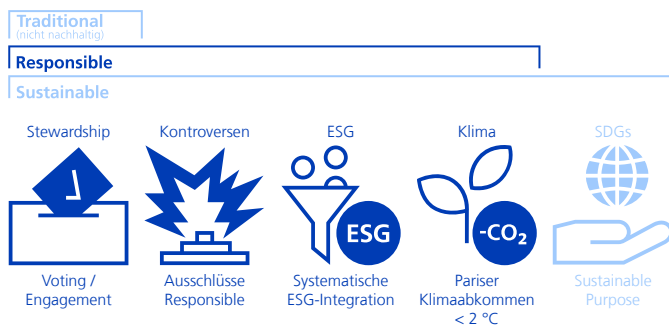 Traditional
(nicht nachhaltig)
Responsible
Sustainable
Stewardship
Kontroversen
ESG
Klima
SDGs
ESG
-CO₂
Voting /
Engagement
Ausschlüsse
Responsible
Systematische
ESG-Integration
Pariser
Klimaabkommen
< 2 °C
Sustainable
Purpose